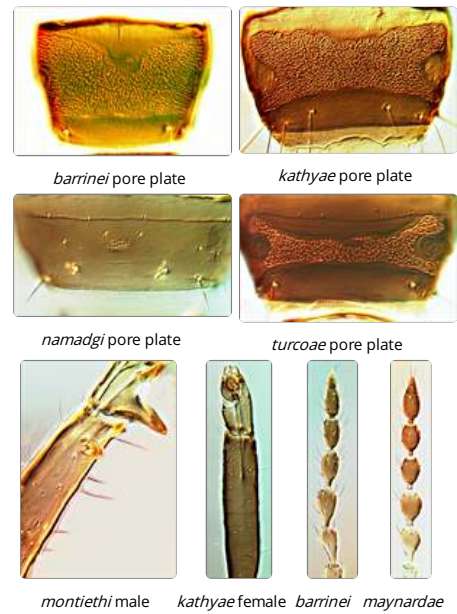 barrinei pore plate
kathyae pore plate
namadgi pore plate
turcoae pore plate
montiethi male
kathyae female
barrinei
maynardae